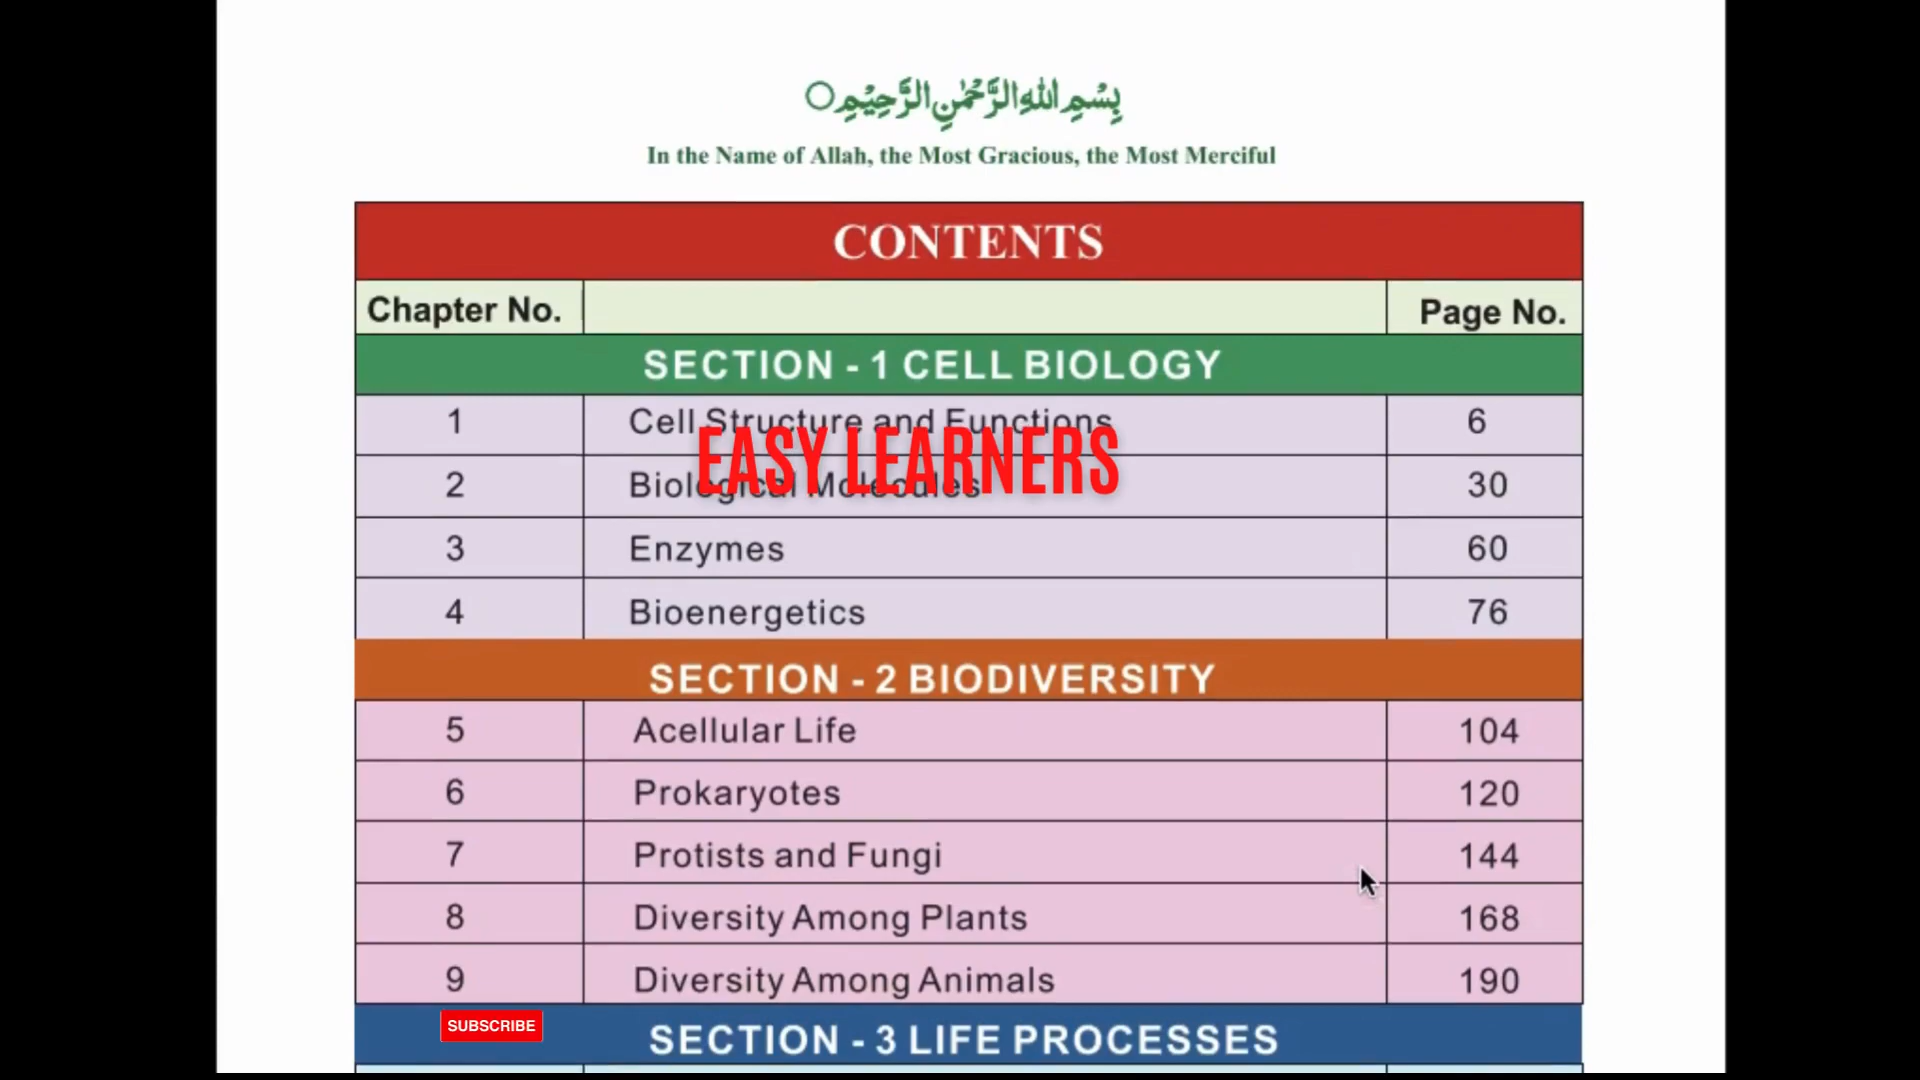 بِسْمِ اللهِ الرَّحْمٰنِ الرَّحِيْمِ
In the Name of Allah, the Most Gracious, the Most Merciful
CONTENTS
Chapter No. Page No.
SECTION - 1 CELL BIOLOGY
1 Cell Structure and Functions 6
EASY LEARNERS
2 Biological Molecules 30
3 Enzymes 60
4 Bioenergetics 76
SECTION - 2 BIODIVERSITY
5 Acellular Life 104
6 Prokaryotes 120
7 Protists and Fungi 144
8 Diversity Among Plants 168
9 Diversity Among Animals 190
SUBSCRIBE
SECTION - 3 LIFE PROCESSES